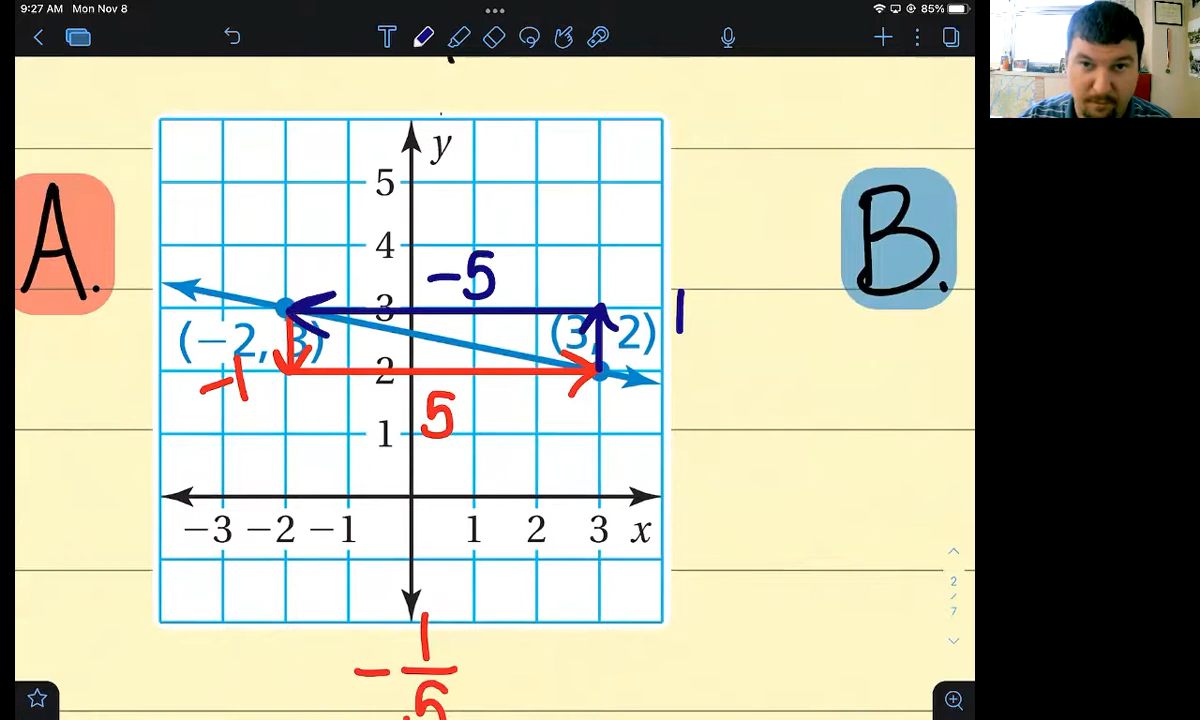 9:27 AM Mon Nov 8
85%
T
A.
B.
y
5
4
-5
3
(−2, 3)
(3, 2)
1
-1
2
5
1
−3 −2 −1 1 2 3 x
2
/
7
- 1
5